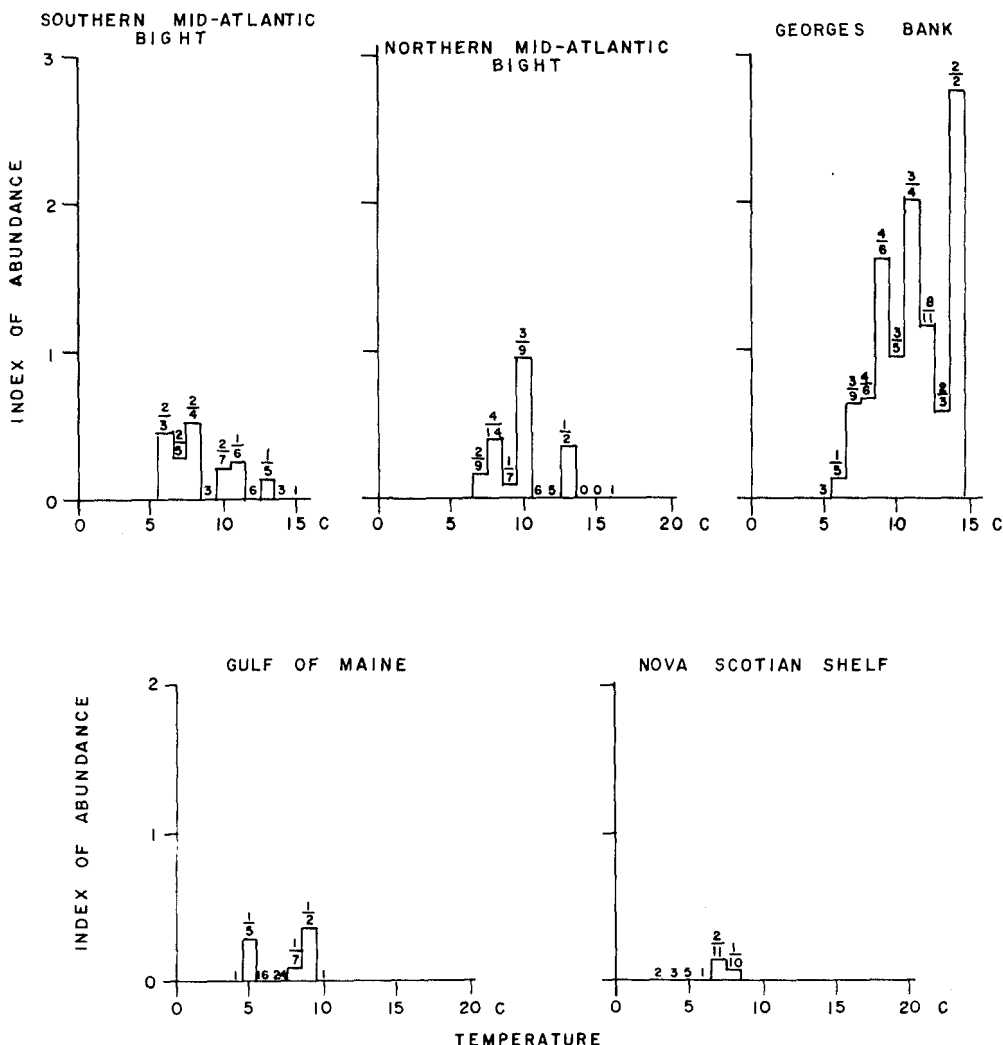 SOUTHERN MID-ATLANTIC
BIGHT
3
2
1
0
INDEX OF ABUNDANCE
2/3
2/5
2/4
3
2/7
1/6
6
1/5
3 1
0 5 10 15 C
NORTHERN MID-ATLANTIC
BIGHT
2/9
4/14
1/7
3/9
6 5
1/2
0 0 1
0 5 10 15 20 C
GEORGES BANK
3
1/5
3/9
4/6
4/6
3/5
3/4
8/11
2/3
2/2
0 5 10 15 C
GULF OF MAINE
2
1
0
INDEX OF ABUNDANCE
1
1/5
16 24
1/7
1/2
1
0 5 10 15 20 C
NOVA SCOTIAN SHELF
2 3 5 1
2/11
1/10
0 5 10 15 20 C
TEMPERATURE